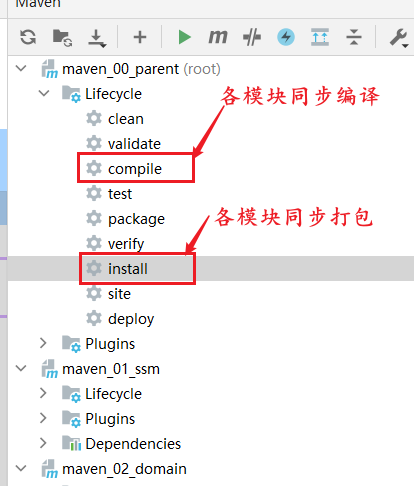 Maven
maven_00_parent (root)
Lifecycle
各模块同步编译
clean
validate
compile
test
各模块同步打包
package
verify
install
site
deploy
Plugins
maven_01_ssm
Lifecycle
Plugins
Dependencies
maven_02_domain